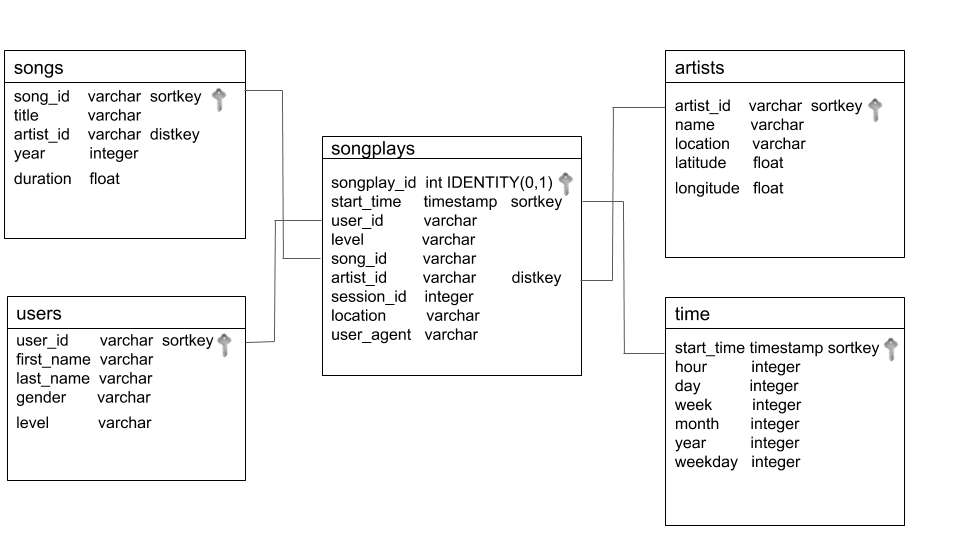 songs
song_id varchar sortkey
title varchar
artist_id varchar distkey
year integer
duration float
users
user_id varchar sortkey
first_name varchar
last_name varchar
gender varchar
level varchar
songplays
songplay_id int IDENTITY(0,1)
start_time timestamp sortkey
user_id varchar
level varchar
song_id varchar
artist_id varchar distkey
session_id integer
location varchar
user_agent varchar
artists
artist_id varchar sortkey
name varchar
location varchar
latitude float
longitude float
time
start_time timestamp sortkey
hour integer
day integer
week integer
month integer
year integer
weekday integer